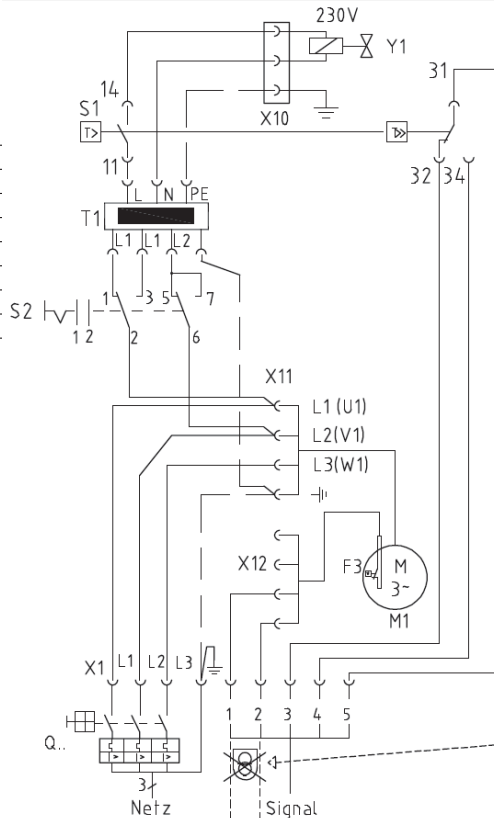 230V
Y1
31
14
S1
X10
T>
T>>
11
32 34
L N PE
T1
L1 L1 L2
1 3 5 7
S2
1 2
2 6
X11
L1(U1)
L2(V1)
L3(W1)
X12
F3
M
3~
M1
X1 L1 L2 L3
1 2 3 4 5
Q..
> > >
3
Netz
Signal